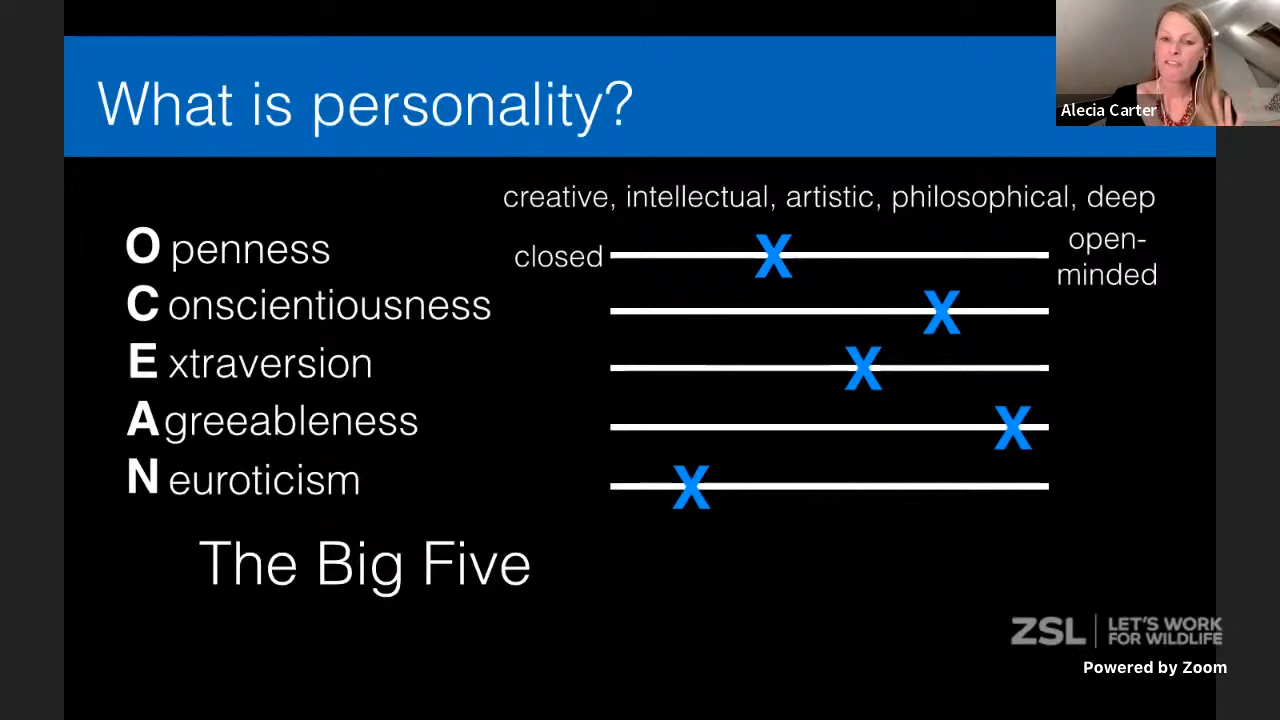 What is personality?
Alecia Carter
creative, intellectual, artistic, philosophical, deep
Openness
closed
X
open-
minded
Conscientiousness
X
Extraversion
X
Agreeableness
X
Neuroticism
X
The Big Five
ZSL
LET'S WORK
FOR WILDLIFE
Powered by Zoom